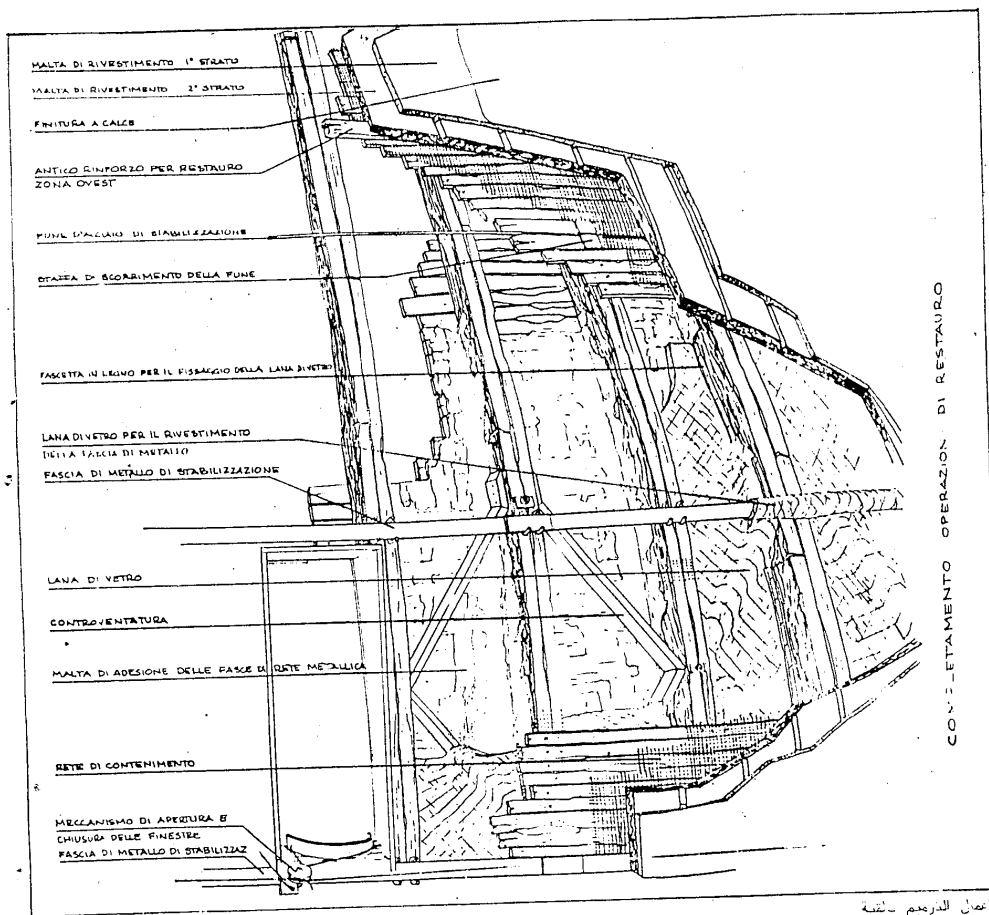 MALTA DI RIVESTIMENTO 1° STRATO
MALTA DI RIVESTIMENTO 2° STRATO
FINITURA A CALCE
ANTICO RINFORZO PER RESTAURO
ZONA OVEST
FUNE D'ACCIAIO DI STABILIZZAZIONE
STAFFA DI SCORRIMENTO DELLA FUNE
FASCETTA IN LEGNO PER IL FISSAGGIO DELLA LANA DI VETRO
LANA DI VETRO PER IL RIVESTIMENTO
DELLA FASCIA DI METALLO
FASCIA DI METALLO DI STABILIZZAZIONE
LANA DI VETRO
CONTROVENTATURA
MALTA DI ADESIONE DELLE FASCE DI RETE METALLICA
RETE DI CONTENIMENTO
MECCANISMO DI APERTURA E
CHIUSURA DELLE FINESTRE
FASCIA DI METALLO DI STABILIZZAZ
COMPLETAMENTO OPERAZIONI DI RESTAURO
الترميم